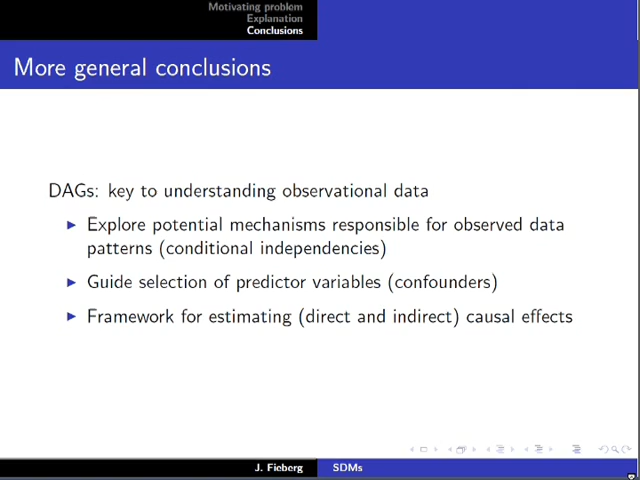 Motivating problem
Explanation
Conclusions
More general conclusions
DAGs: key to understanding observational data
Explore potential mechanisms responsible for observed data
patterns (conditional independencies)
Guide selection of predictor variables (confounders)
Framework for estimating (direct and indirect) causal effects
J. Fieberg SDMs